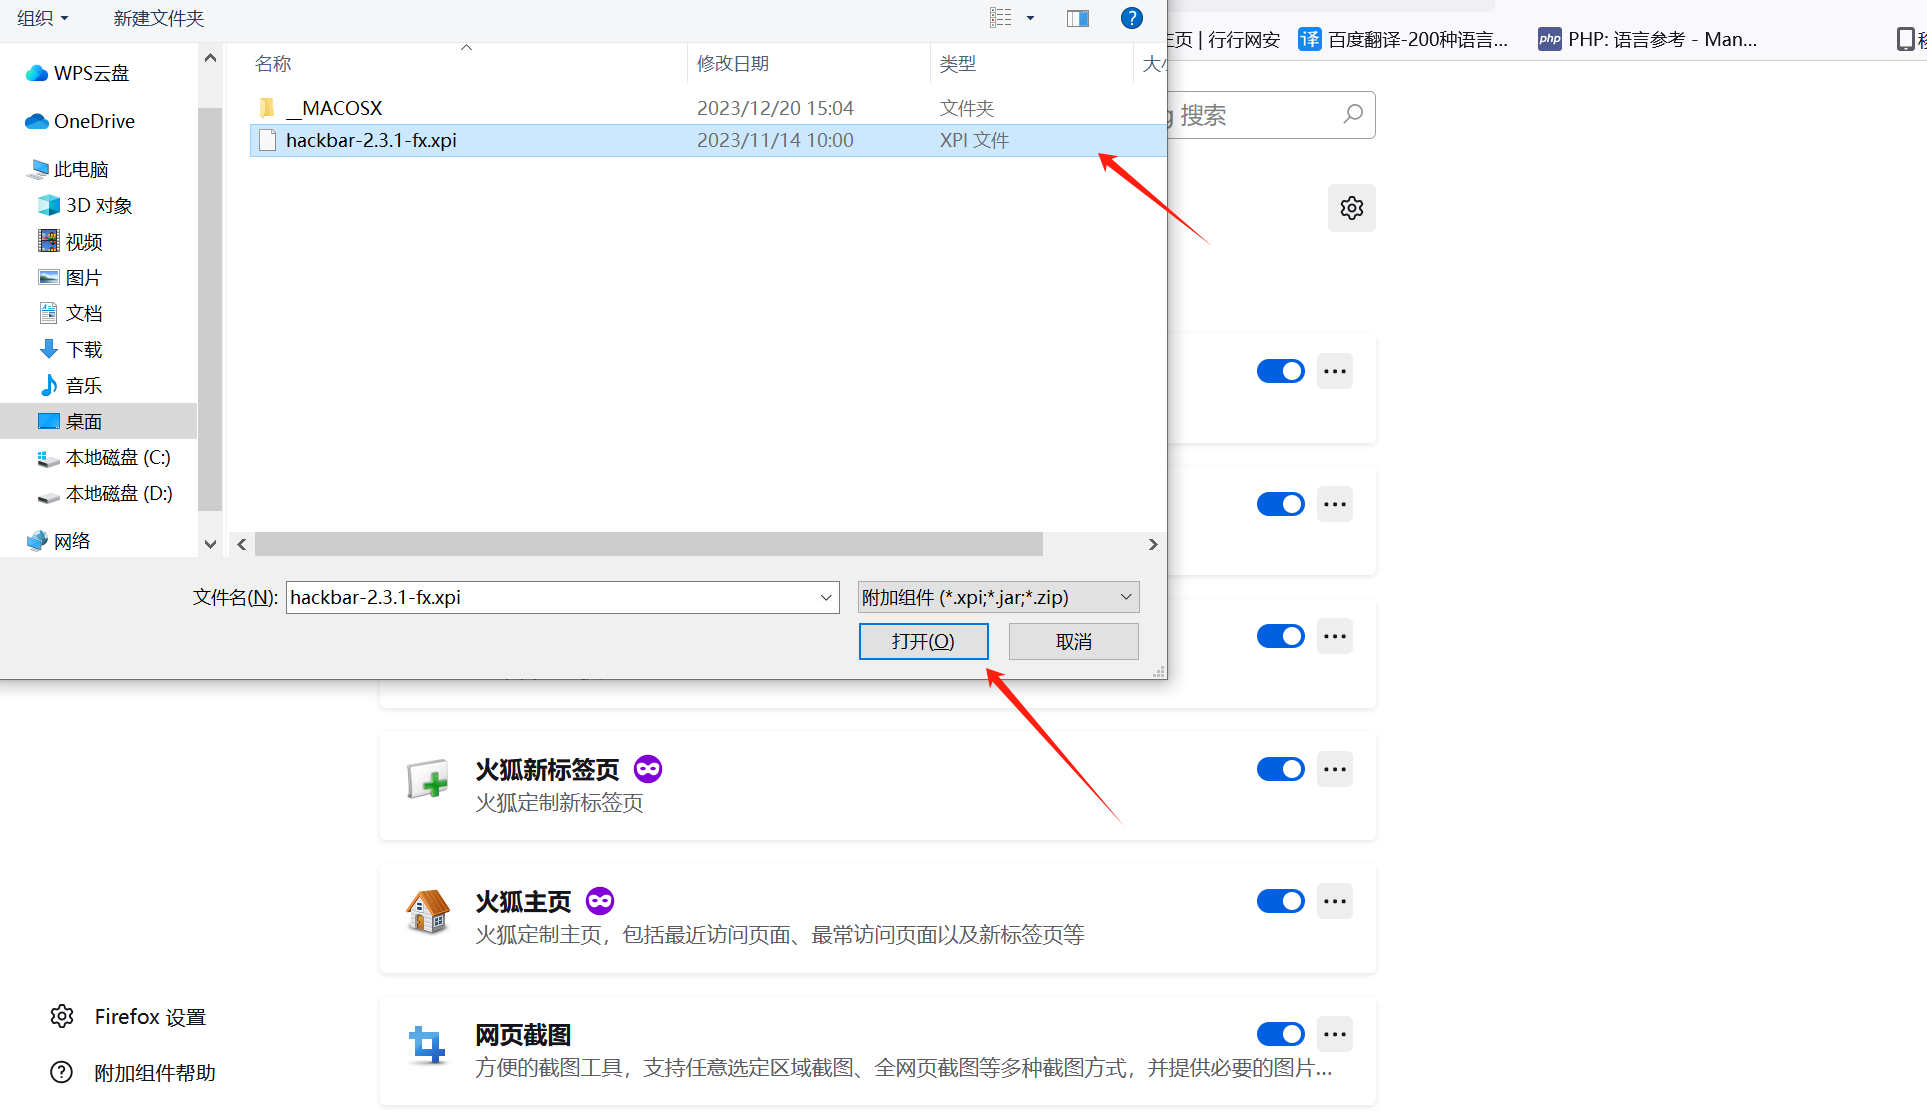 组织
新建文件夹
主页 | 行行网安
译 百度翻译-200种语言...
php PHP: 语言参考 - Man...
名称
修改日期
类型
__MACOSX
2023/12/20 15:04
文件夹
hackbar-2.3.1-fx.xpi
2023/11/14 10:00
XPI 文件
WPS云盘
OneDrive
此电脑
3D 对象
视频
图片
文档
下载
音乐
桌面
本地磁盘 (C:)
本地磁盘 (D:)
网络
搜索
文件名(N):
hackbar-2.3.1-fx.xpi
附加组件 (*.xpi;*.jar;*.zip)
打开(O)
取消
火狐新标签页
火狐定制新标签页
火狐主页
火狐定制主页，包括最近访问页面、最常访问页面以及新标签页等
网页截图
方便的截图工具，支持任意选定区域截图、全网页截图等多种截图方式，并提供必要的图片...
Firefox 设置
附加组件帮助